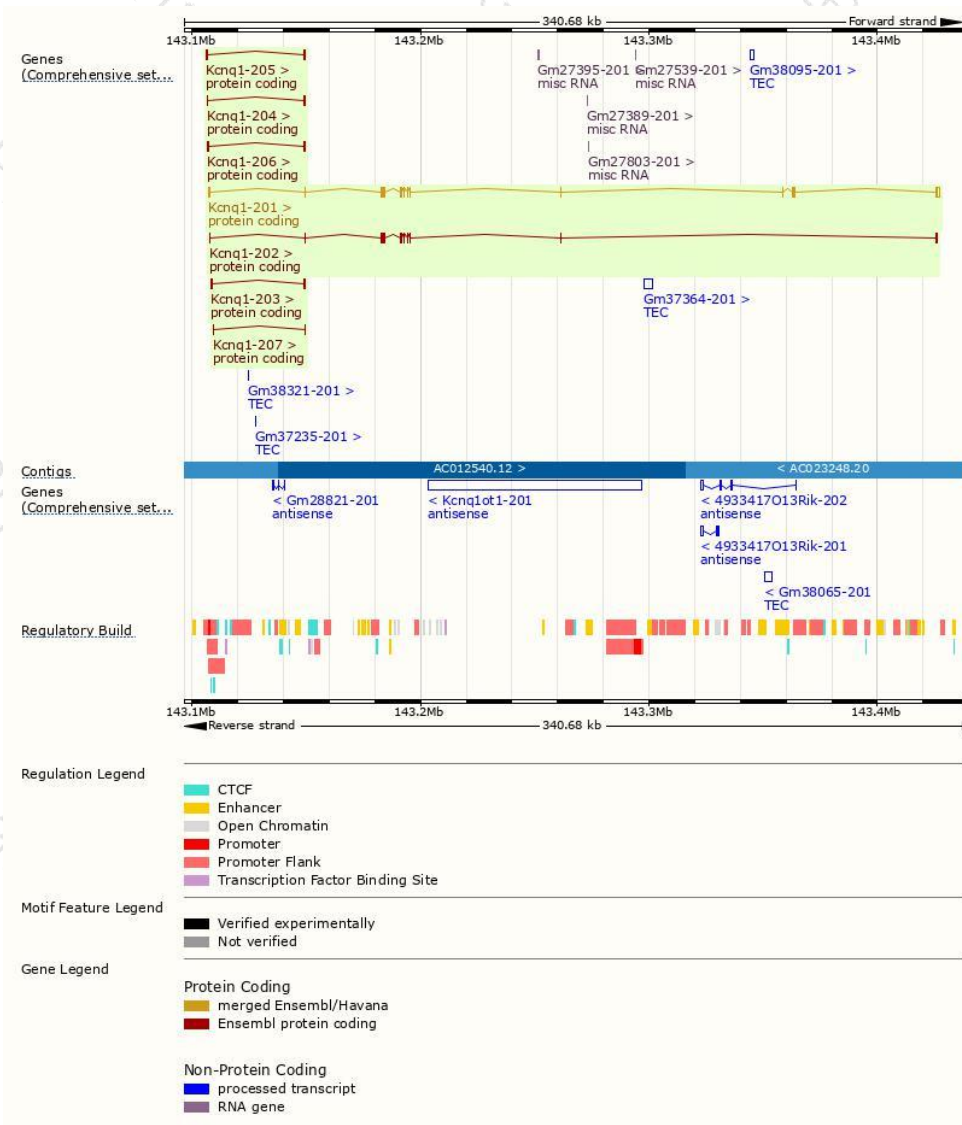 340.68 kb
Forward strand
143.1Mb 143.2Mb 143.3Mb 143.4Mb
Genes
(Comprehensive set...
Kcnq1-205 >
protein coding
Gm27395-201
misc RNA
Gm27539-201 >
misc RNA
Gm38095-201 >
TEC
Kcnq1-204 >
protein coding
Gm27389-201 >
misc RNA
Kcnq1-206 >
protein coding
Gm27803-201 >
misc RNA
Kcnq1-201 >
protein coding
Kcnq1-202 >
protein coding
Kcnq1-203 >
protein coding
Gm37364-201 >
TEC
Kcnq1-207 >
protein coding
Gm38321-201 >
TEC
Gm37235-201 >
TEC
Contigs
AC012540.12 >
< AC023248.20
Genes
(Comprehensive set...
< Gm28821-201
antisense
< Kcnq1ot1-201
antisense
< 4933417O13Rik-202
antisense
< 4933417O13Rik-201
antisense
< Gm38065-201
TEC
Regulatory Build
143.1Mb 143.2Mb 143.3Mb 143.4Mb
Reverse strand
340.68 kb
Regulation Legend
CTCF
Enhancer
Open Chromatin
Promoter
Promoter Flank
Transcription Factor Binding Site
Motif Feature Legend
Verified experimentally
Not verified
Gene Legend
Protein Coding
merged Ensembl/Havana
Ensembl protein coding
Non-Protein Coding
processed transcript
RNA gene